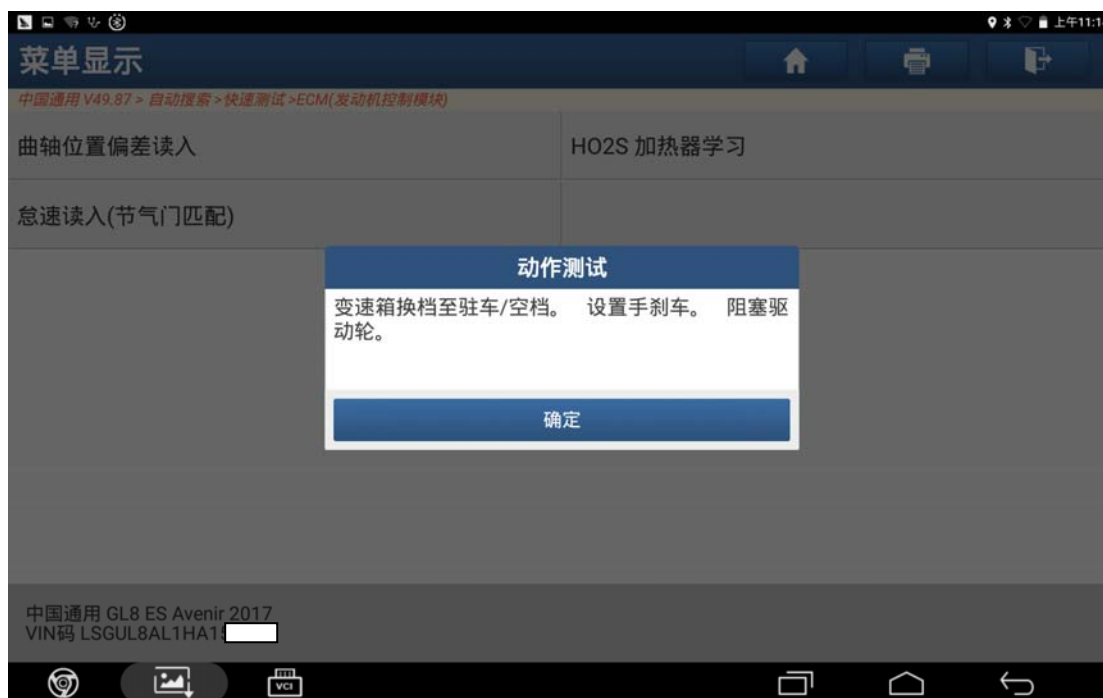 上午11:1
菜单显示
中国通用 V49.87 > 自动搜索 > 快速测试 >ECM(发动机控制模块)
曲轴位置偏差读入
HO2S 加热器学习
怠速读入(节气门匹配)
动作测试
变速箱换档至驻车/空档。 设置手刹车。 阻塞驱
动轮。
确定
中国通用 GL8 ES Avenir 2017
VIN码 LSGUL8AL1HA1
VCI